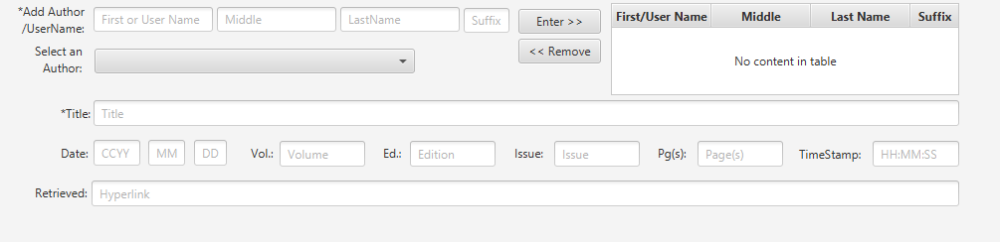 *Add Author /UserName: First or User Name Middle LastName Suffix Enter >>
Select an Author: << Remove
First/User Name Middle Last Name Suffix
No content in table
*Title: Title
Date: CCYY MM DD Vol.: Volume Ed.: Edition Issue: Issue Pg(s): Page(s) TimeStamp: HH:MM:SS
Retrieved: Hyperlink